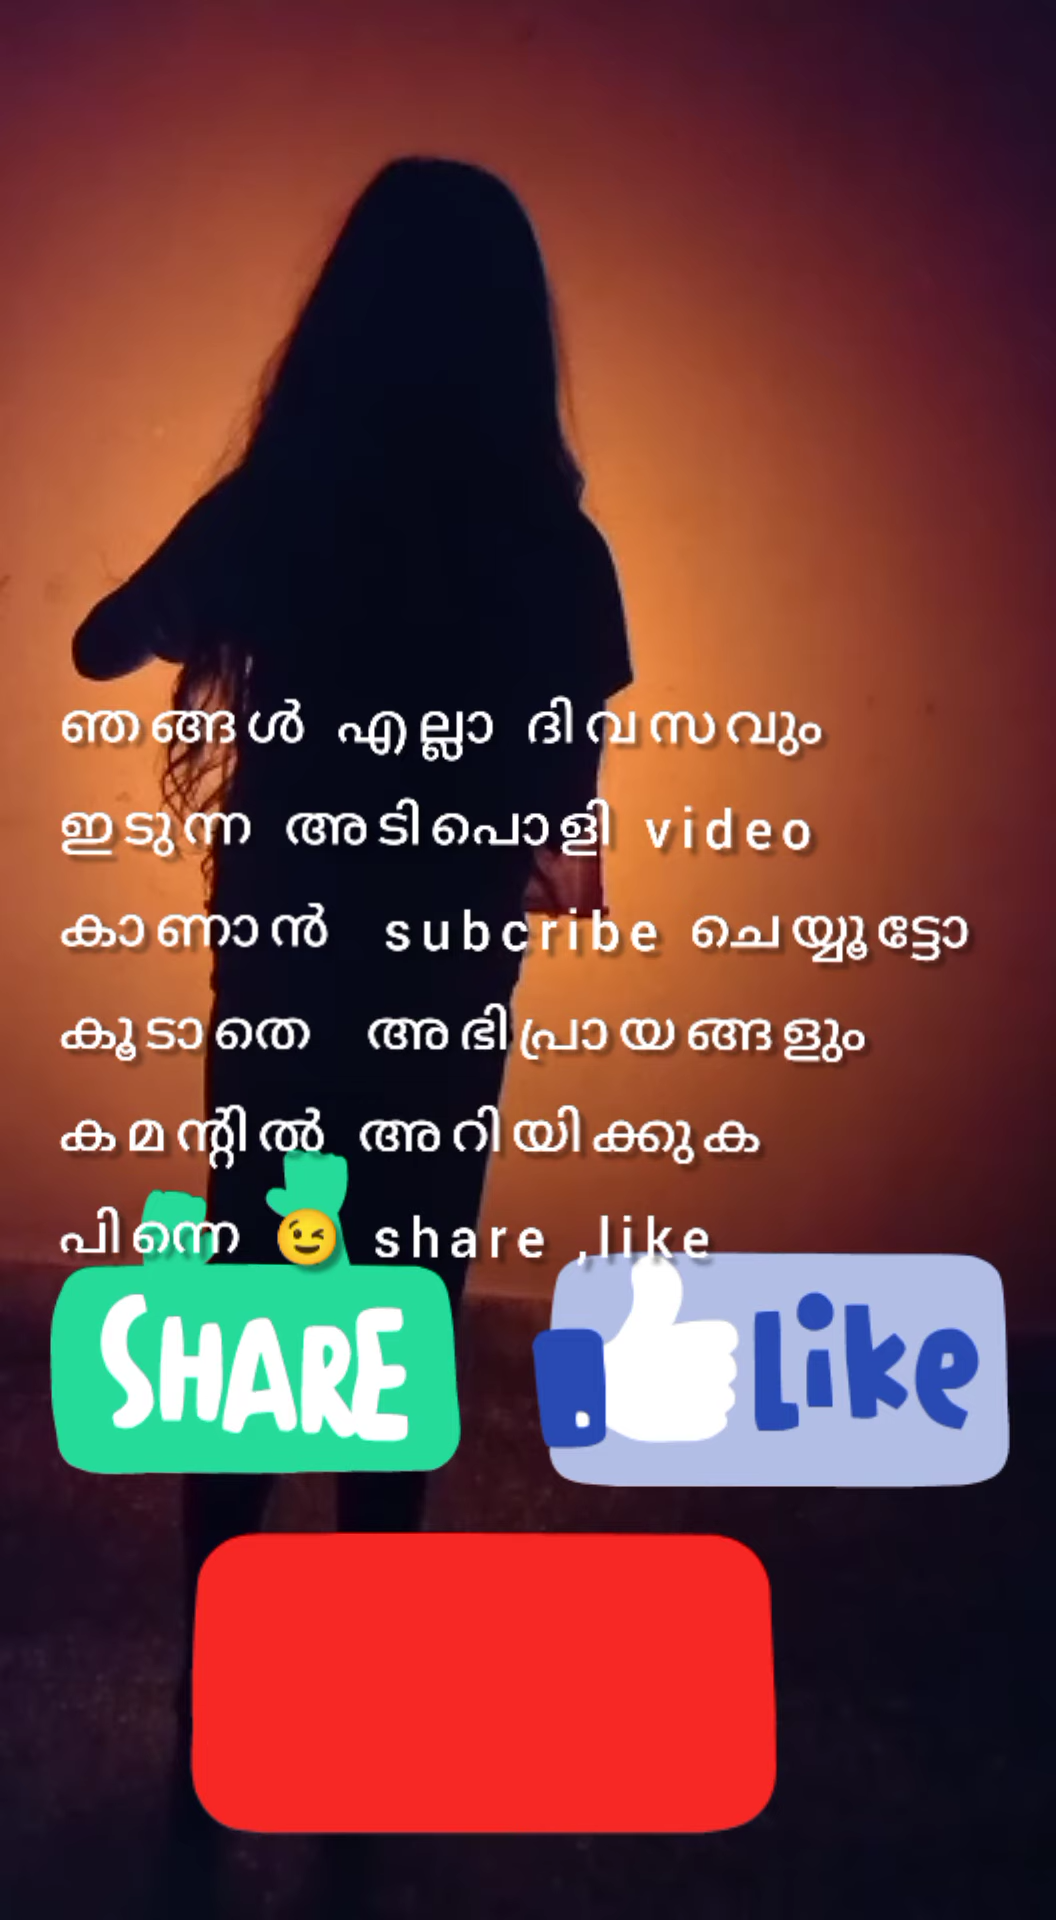 ഞങ്ങൾ എല്ലാ ദിവസവും
ഇടുന്ന അടിപൊളി video
കാണാൻ subcribe ചെയ്യൂട്ടോ
കൂടാതെ അഭിപ്രായങ്ങളും
കമന്റിൽ അറിയിക്കുക
പിന്നെ 😉 share ,like
SHARE
Like